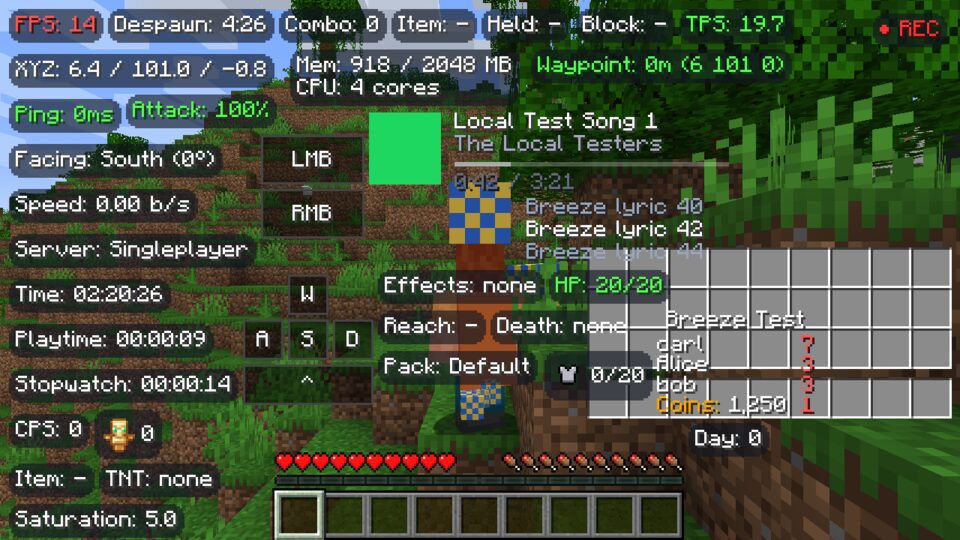 FPS: 14 Despawn: 4:26 Combo: 0 Item: - Held: - Block: - TPS: 19.7 ● REC
XYZ: 6.4 / 101.0 / -0.8
Mem: 918 / 2048 MB
CPU: 4 cores
Waypoint: 0m (6 101 0)
Ping: 0ms Attack: 100%
Local Test Song 1
The Local Testers
0:42 / 3:21
Breeze lyric 40
Breeze lyric 42
Breeze lyric 44
Facing: South (0°)
LMB
RMB
Speed: 0.00 b/s
Server: Singleplayer
Time: 02:20:26
W
A S D
^
Effects: none HP: 20/20
Reach: - Death: none
Pack: Default
0/20
Breeze Test
darl 7
Alice 3
bob 3
Coins: 1,250 1
Day: 0
Playtime: 00:00:09
Stopwatch: 00:00:14
CPS: 0 0
Item: - TNT: none
Saturation: 5.0